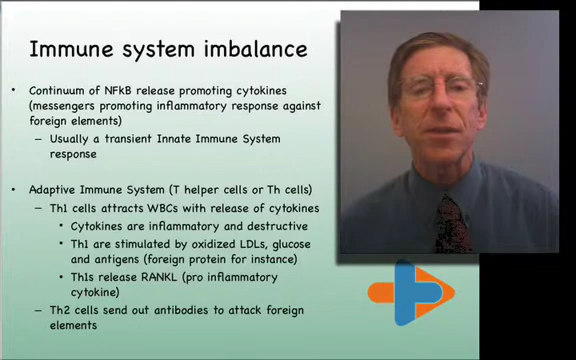 Immune system imbalance
• Continuum of NFkB release promoting cytokines
(messengers promoting inflammatory response against
foreign elements)
– Usually a transient Innate Immune System
response
• Adaptive Immune System (T helper cells or Th cells)
– Th1 cells attracts WBCs with release of cytokines
• Cytokines are inflammatory and destructive
• Th1 are stimulated by oxidized LDLs, glucose
and antigens (foreign protein for instance)
• Th1s release RANKL (pro inflammatory
cytokine)
– Th2 cells send out antibodies to attack foreign
elements